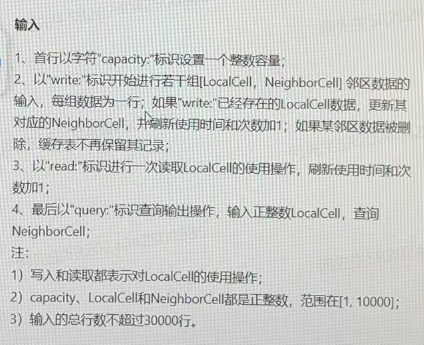 输入
1、首行以字符"capacity:"标识设置一个整数容量；
2、以"write:"标识开始进行若干组[LocalCell，NeighborCell] 邻区数据的
输入，每组数据为一行；如果"write:"已经存在的LocalCell数据，更新其
对应的NeighborCell，并刷新使用时间和次数加1；如果某邻区数据被删
除，缓存表不再保留其记录；
3、以"read:"标识进行一次读取LocalCell的使用操作，刷新使用时间和次
数加1；
4、最后以"query:"标识查询输出操作，输入正整数LocalCell，查询
NeighborCell；
注：
1）写入和读取都表示对LocalCell的使用操作；
2）capacity、LocalCell和NeighborCell都是正整数，范围在[1, 10000]；
3）输入的总行数不超过30000行。